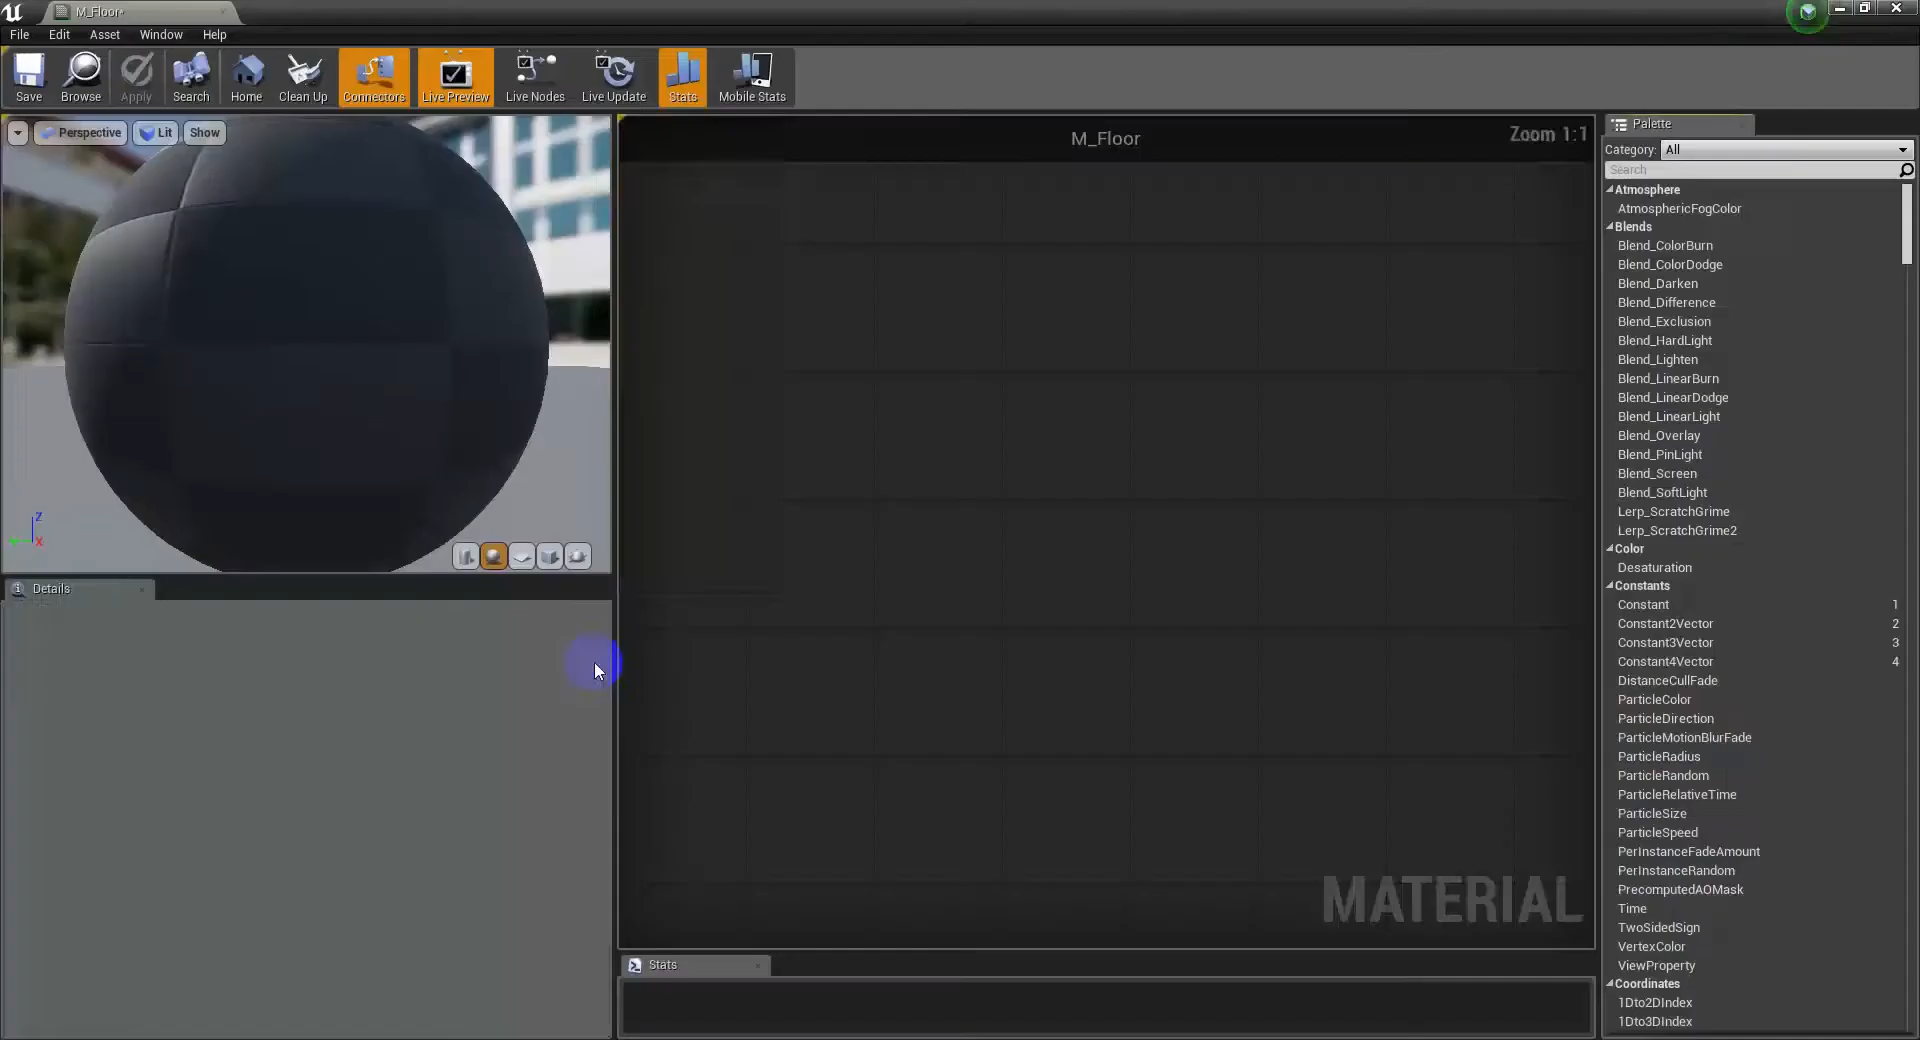 M_Floor*
File Edit Asset Window Help
Save Browse Apply Search Home Clean Up Connectors Live Preview Live Nodes Live Update Stats Mobile Stats
Perspective Lit Show
Z
X
Details
M_Floor
Zoom 1:1
MATERIAL
Stats
Palette
Category: All
Search
Atmosphere
AtmosphericFogColor
Blends
Blend_ColorBurn
Blend_ColorDodge
Blend_Darken
Blend_Difference
Blend_Exclusion
Blend_HardLight
Blend_Lighten
Blend_LinearBurn
Blend_LinearDodge
Blend_LinearLight
Blend_Overlay
Blend_PinLight
Blend_Screen
Blend_SoftLight
Lerp_ScratchGrime
Lerp_ScratchGrime2
Color
Desaturation
Constants
Constant 1
Constant2Vector 2
Constant3Vector 3
Constant4Vector 4
DistanceCullFade
ParticleColor
ParticleDirection
ParticleMotionBlurFade
ParticleRadius
ParticleRandom
ParticleRelativeTime
ParticleSize
ParticleSpeed
PerInstanceFadeAmount
PerInstanceRandom
PrecomputedAOMask
Time
TwoSidedSign
VertexColor
ViewProperty
Coordinates
1Dto2DIndex
1Dto3DIndex